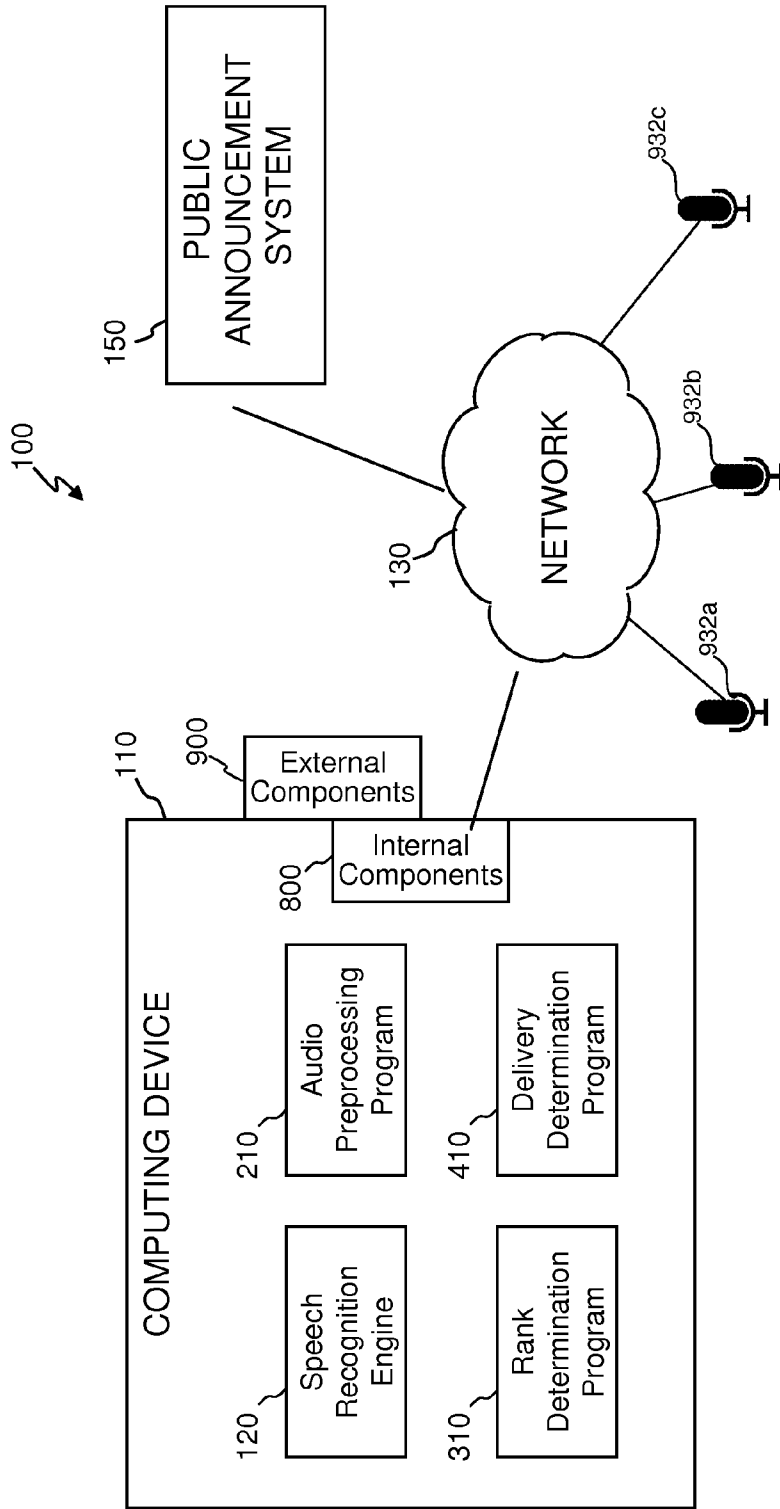 100
110
COMPUTING DEVICE
120
Speech
Recognition
Engine
210
Audio
Preprocessing
Program
310
Rank
Determination
Program
410
Delivery
Determination
Program
900
External
Components
800
Internal
Components
150
PUBLIC
ANNOUNCEMENT
SYSTEM
130
NETWORK
932a
932b
932c